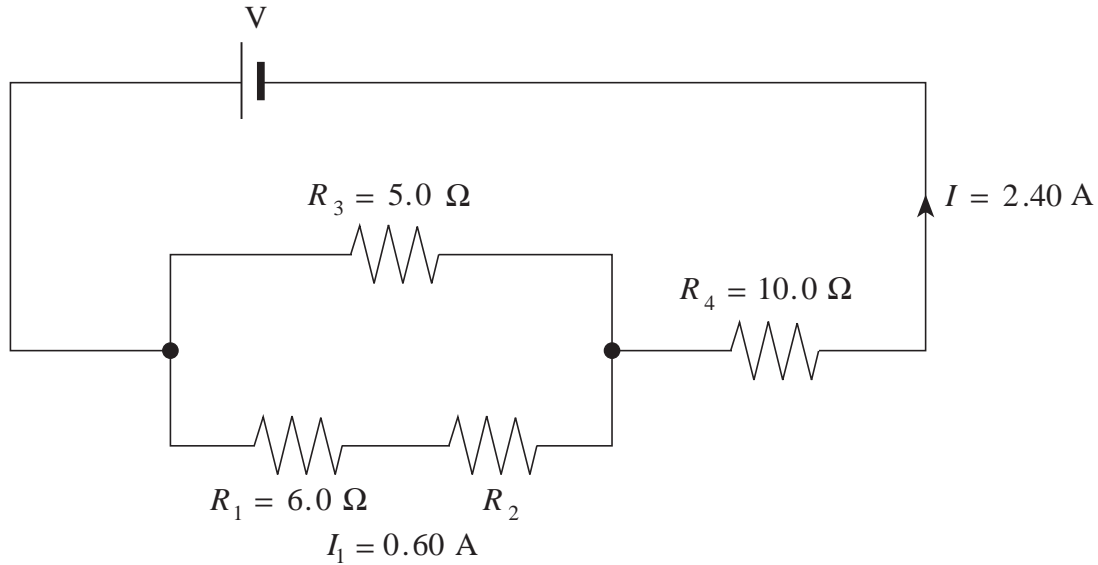 V
R₃ = 5.0 Ω
I = 2.40 A
R₄ = 10.0 Ω
R₁ = 6.0 Ω
R₂
I₁ = 0.60 A